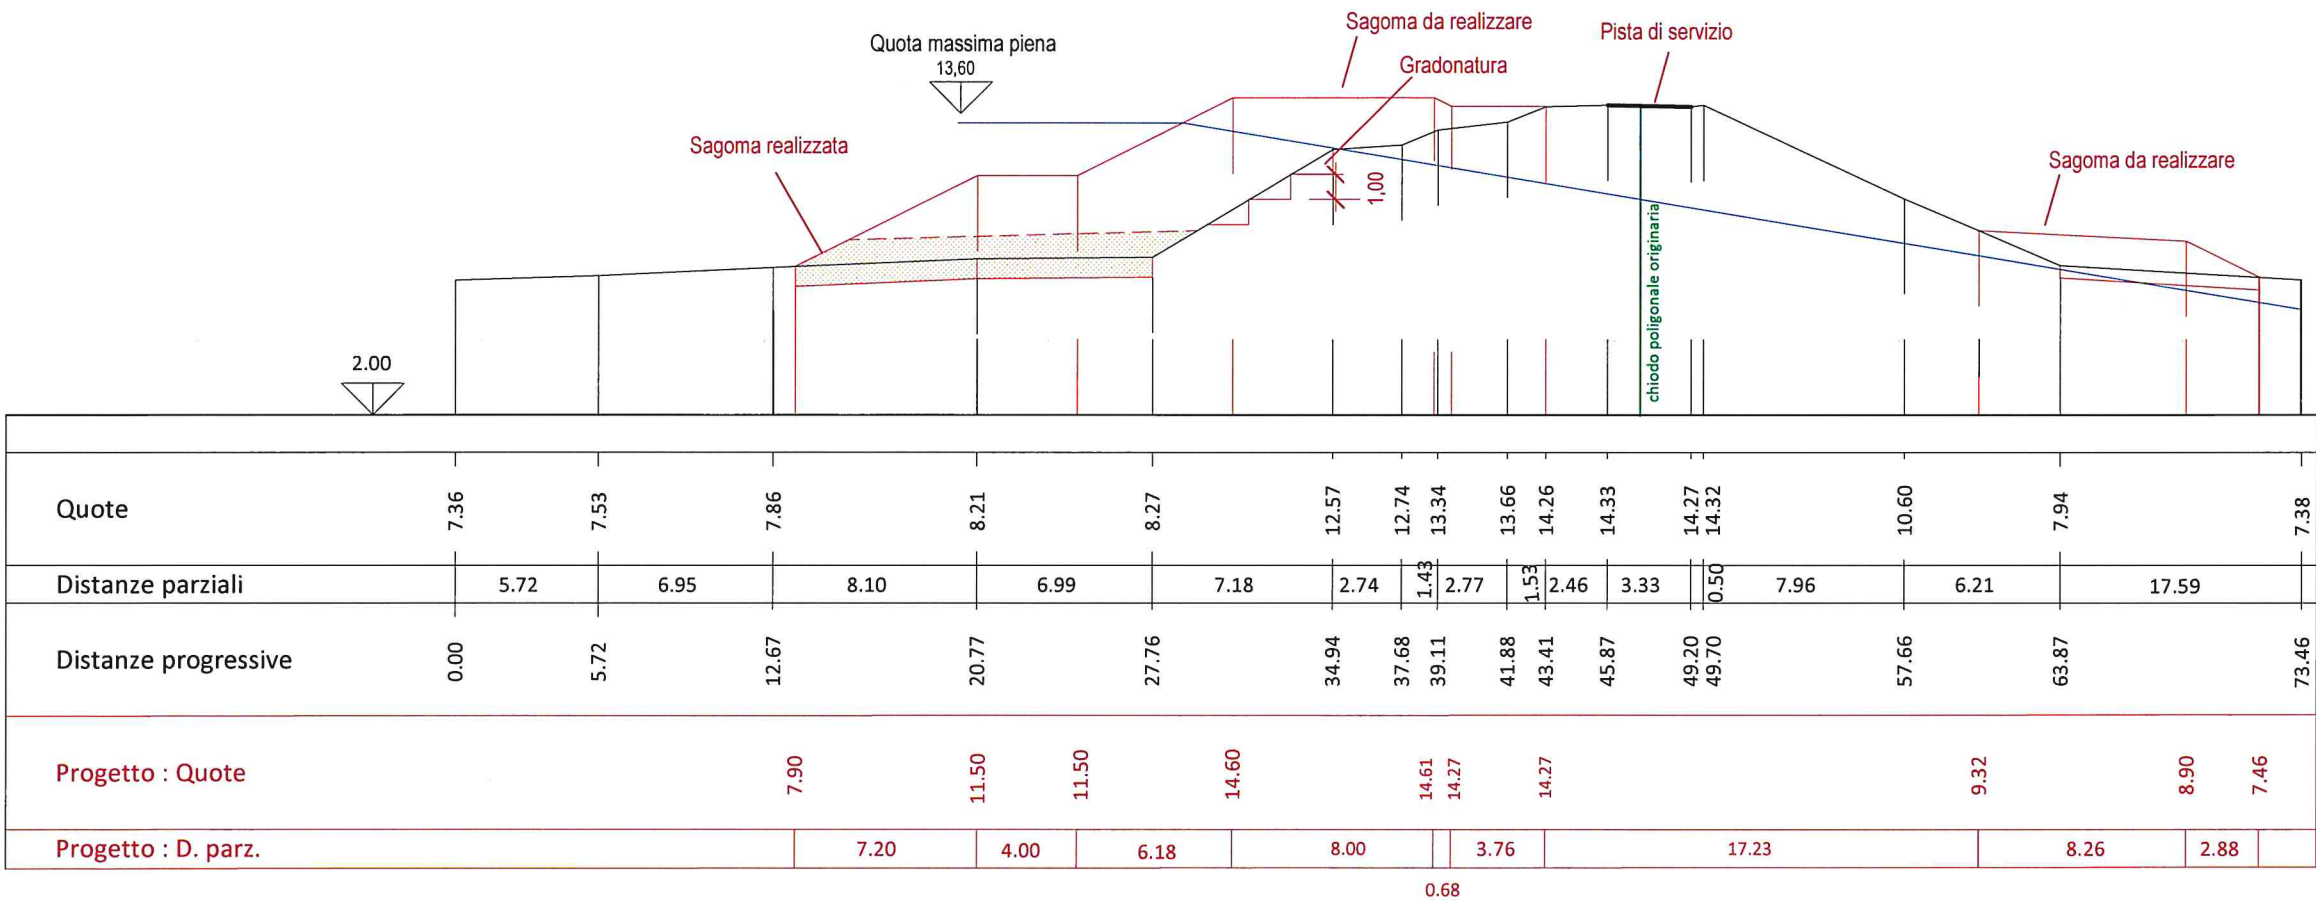 Sagoma da realizzare
Pista di servizio
Quota massima piena
13,60
Gradonatura
Sagoma realizzata
Sagoma da realizzare
1,00
chiodo poligonale originaria
2.00
Quote 7.36 7.53 7.86 8.21 8.27 12.57 12.74 13.34 13.66 14.26 14.33 14.27 14.32 10.60 7.94 7.38
Distanze parziali 5.72 6.95 8.10 6.99 7.18 2.74 1.43 2.77 1.53 2.46 3.33 0.50 7.96 6.21 17.59
Distanze progressive 0.00 5.72 12.67 20.77 27.76 34.94 37.68 39.11 41.88 43.41 45.87 49.20 49.70 57.66 63.87 73.46
Progetto : Quote 7.90 11.50 11.50 14.60 14.61 14.27 14.27 9.32 8.90 7.46
Progetto : D. parz. 7.20 4.00 6.18 8.00 3.76 17.23 8.26 2.88
0.68